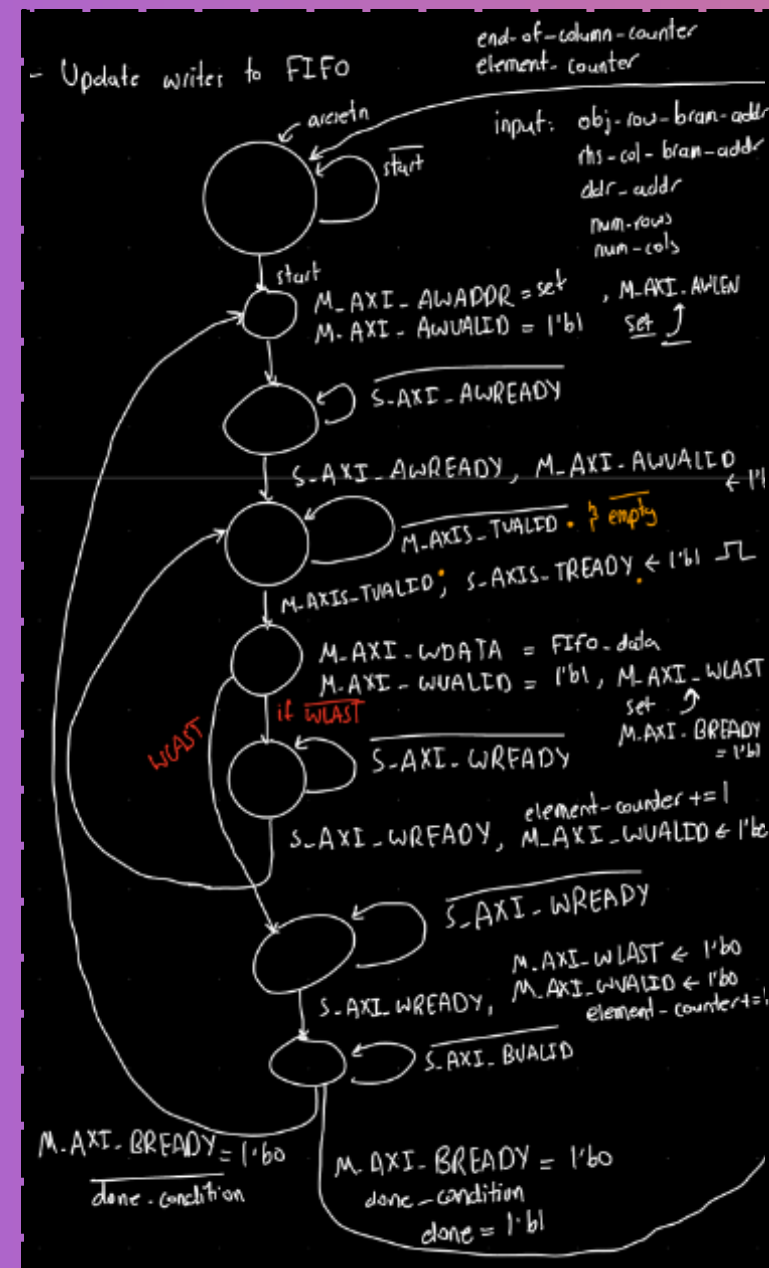 end-of-column-counter
- Update writes to FIFO
element-counter
aresetn
input: obj-row-bram-addr
start
rhs-col-bram-addr
ddr-addr
num-rows
num-cols
start
M_AXI_AWADDR = set , M_AXI_AWLEN
M_AXI_AWVALID = 1'b1 set
S_AXI_AWREADY
S_AXI_AWREADY, M_AXI_AWVALID
M_AXIS_TVALID . & empty
M_AXIS_TVALID ; S_AXIS_TREADY ← 1'b1
M_AXI_WDATA = Fifo_data
M_AXI_WVALID = 1'b1 , M_AXI_WLAST
set
if WLAST
WLAST
M_AXI_BREADY
= 1'b1
S_AXI_WREADY
element-counter += 1
S_AXI_WREADY, M_AXI_WVALID ←
S_AXI_WREADY
M_AXI_WLAST ← 1'b0
M_AXI_WVALID ← 1'b0
S_AXI_WREADY,
element-counter +=
S_AXI_BVALID
M_AXI_BREADY = 1'b0
done-condition
M_AXI_BREADY = 1'b0
done-condition
done = 1'b1